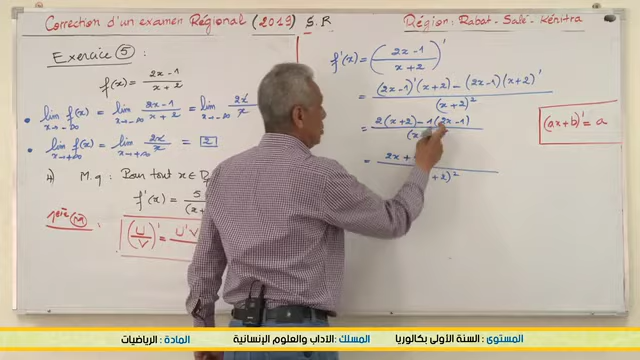 Correction d'un examen Régional (2019) S.R
Région: Rabat-Salé-Kénitra
Exercice 5 :
f(x) = 2x-1 / x+2
• lim f(x) = lim 2x-1 / x+2 = lim 2x / x
x→-∞ x→-∞ x→-∞
• lim f(x) = lim 2x / x = 2
x→+∞ x→+∞
4) M.q : Pour tout x ∈ D
f'(x) = 5 / (x+
1ère M
(U/V)' = U'V
f'(x) = (2x-1 / x+2)'
= (2x-1)'(x+2) - (2x-1)(x+2)' / (x+2)²
= 2(x+2) - 1(2x-1) / (x
= 2x + / +2)²
(ax+b)' = a
المستوى : السنة الأولى بكالوريا
المسلك : الآداب والعلوم الإنسانية
المادة : الرياضيات